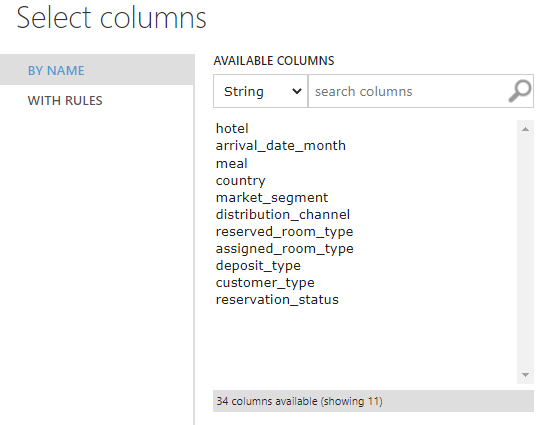 Select columns
BY NAME
WITH RULES
AVAILABLE COLUMNS
String
search columns
hotel
arrival_date_month
meal
country
market_segment
distribution_channel
reserved_room_type
assigned_room_type
deposit_type
customer_type
reservation_status
34 columns available (showing 11)